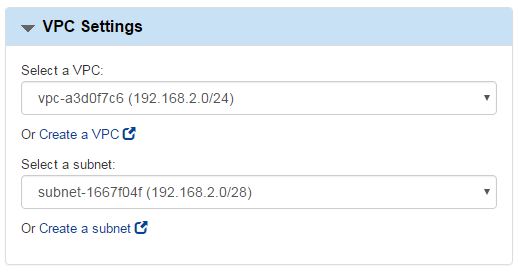 VPC Settings
Select a VPC:
vpc-a3d0f7c6 (192.168.2.0/24)
Or Create a VPC
Select a subnet:
subnet-1667f04f (192.168.2.0/28)
Or Create a subnet